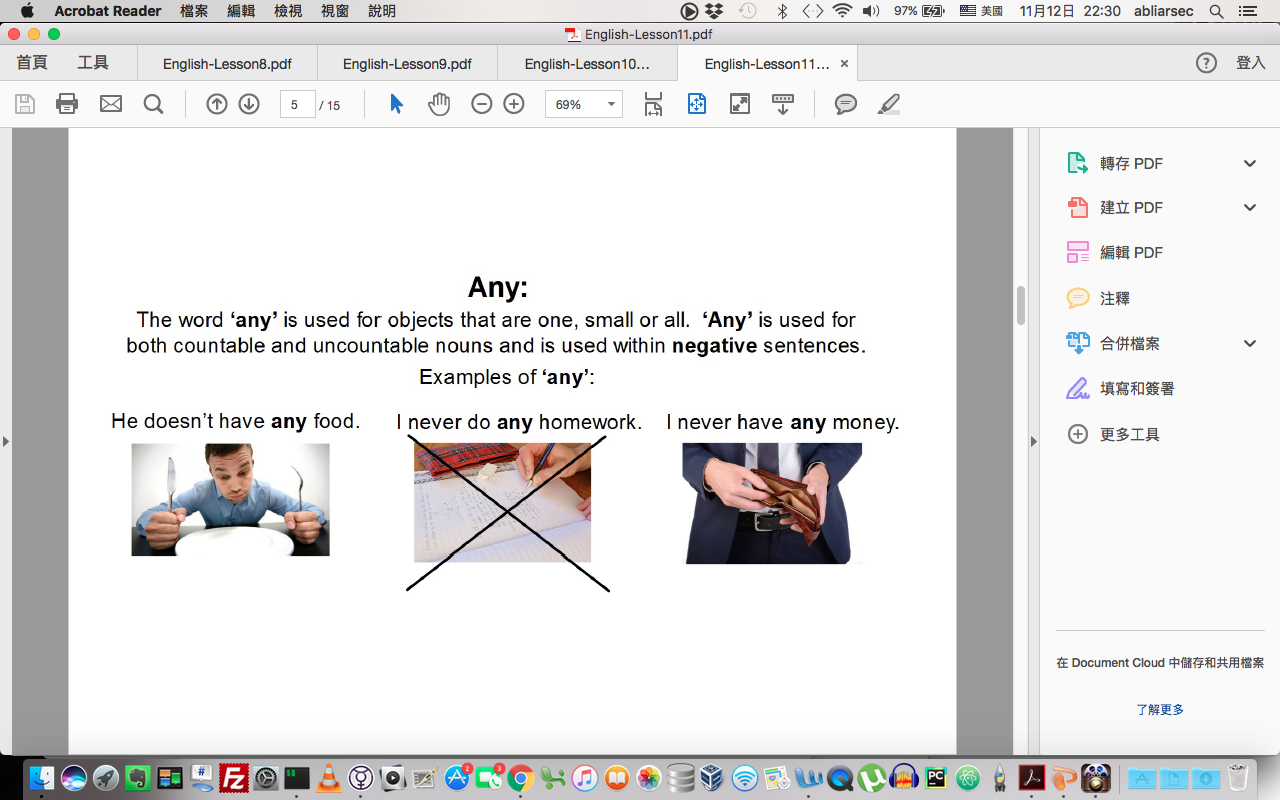 Acrobat Reader 檔案 編輯 檢視 視窗 說明 97% 美國 11月12日 22:30 abliarsec
English-Lesson11.pdf
首頁 工具 English-Lesson8.pdf English-Lesson9.pdf English-Lesson10... English-Lesson11... × ? 登入
5 / 15 69%
轉存 PDF
建立 PDF
編輯 PDF
注釋
合併檔案
填寫和簽署
更多工具
在 Document Cloud 中儲存和共用檔案
了解更多
Any:
The word ‘any’ is used for objects that are one, small or all. ‘Any’ is used for
both countable and uncountable nouns and is used within negative sentences.
Examples of ‘any’:
He doesn’t have any food. I never do any homework. I never have any money.
# Fz $$ 2 3 PC